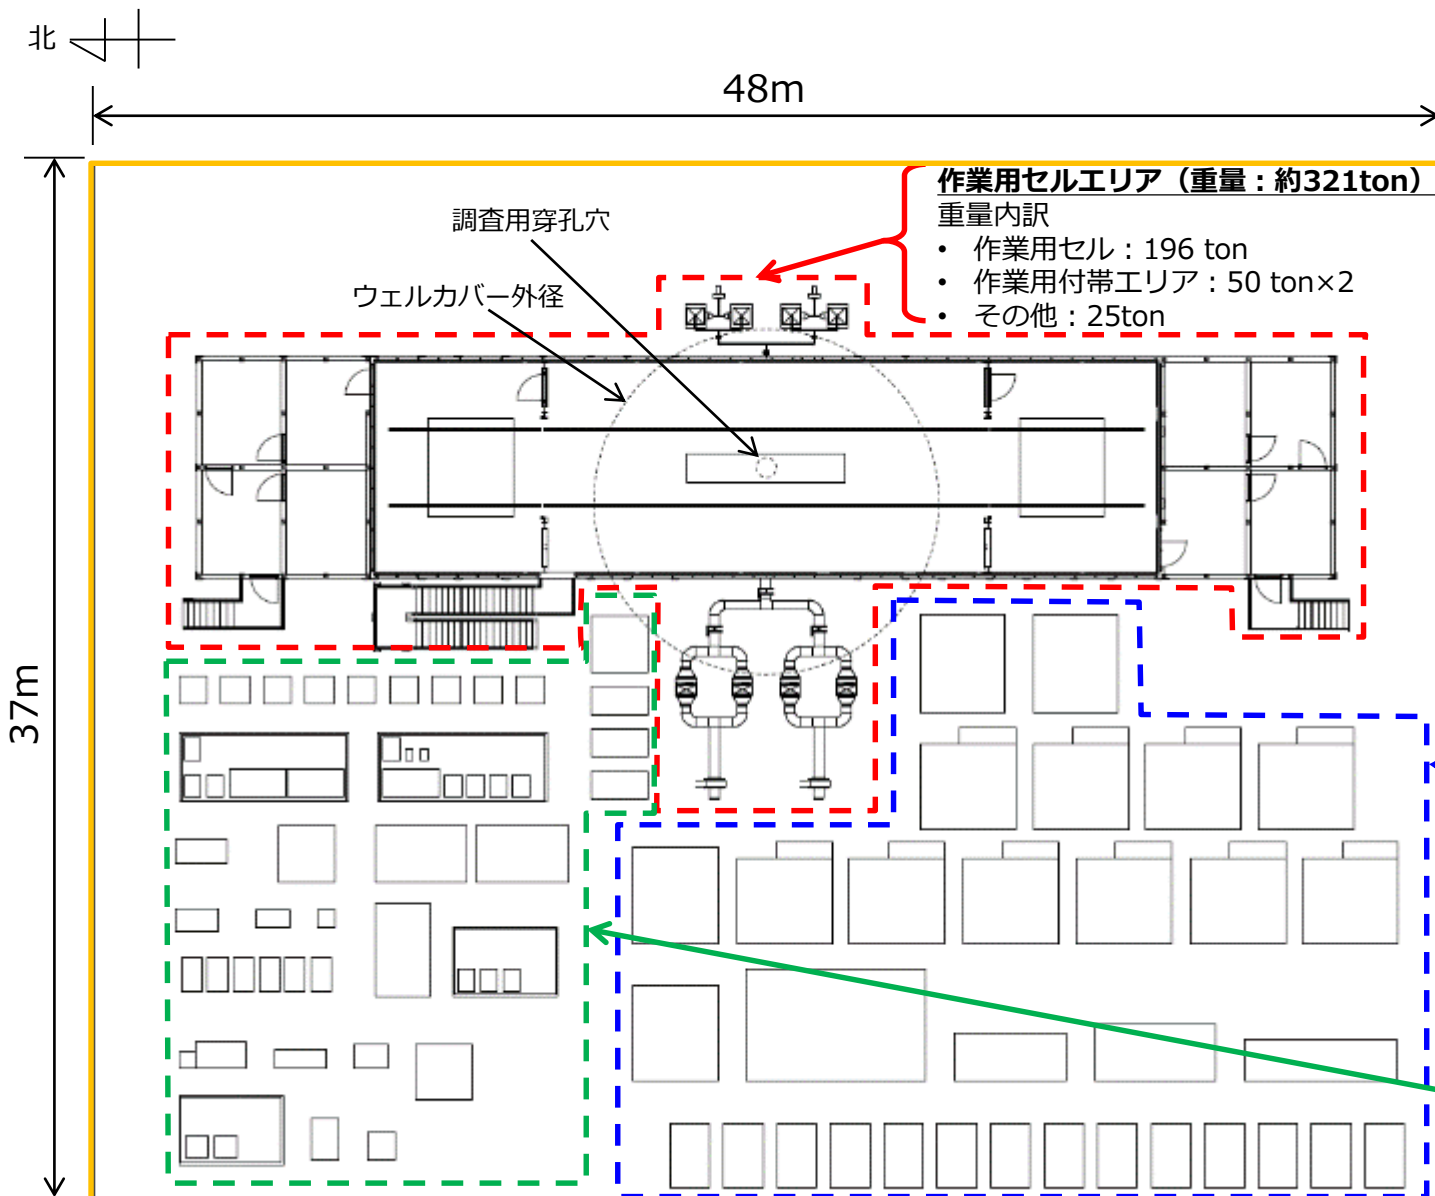 北
48m
作業用セルエリア（重量：約321ton）
重量内訳
• 作業用セル：196 ton
• 作業用付帯エリア：50 ton×2
• その他：25ton
調査用穿孔穴
ウェルカバー外径
37m